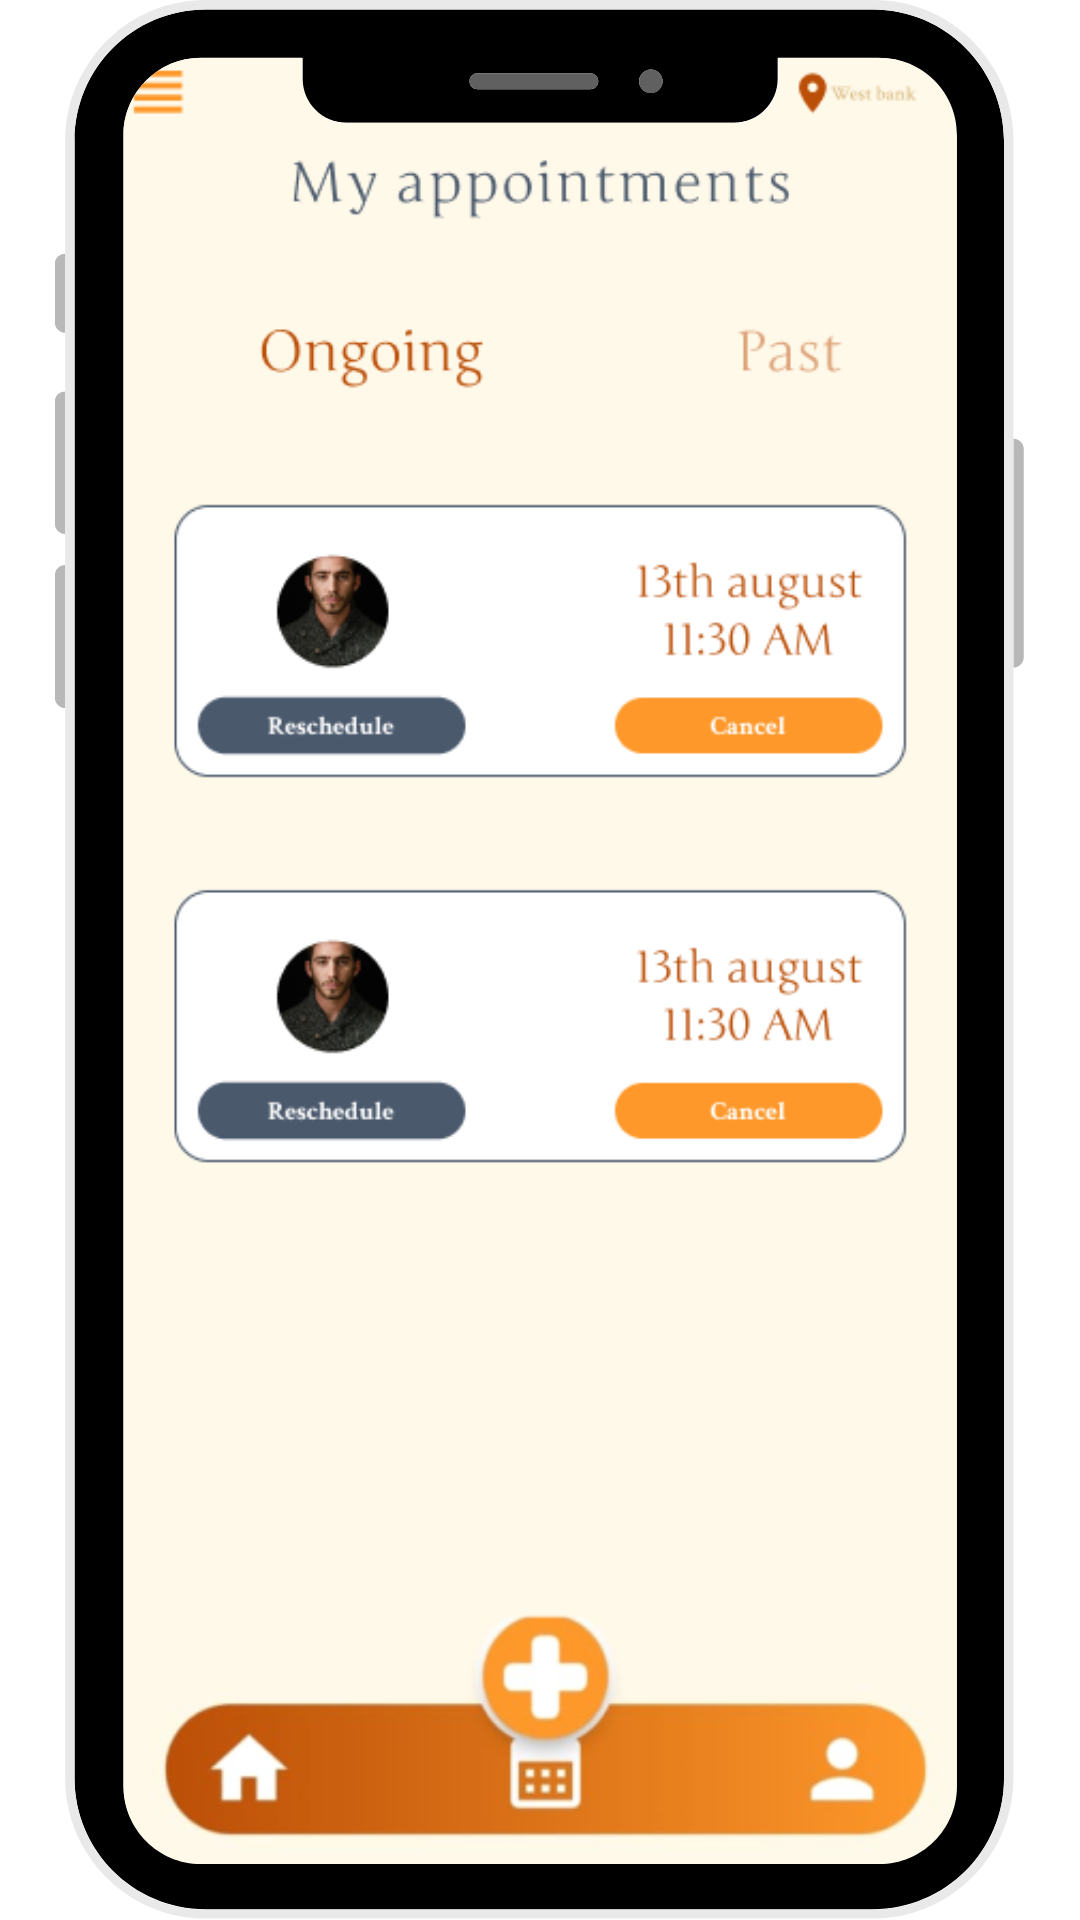 West bank
My appointments
Ongoing Past
13th august
11:30 AM
Reschedule Cancel
13th august
11:30 AM
Reschedule Cancel